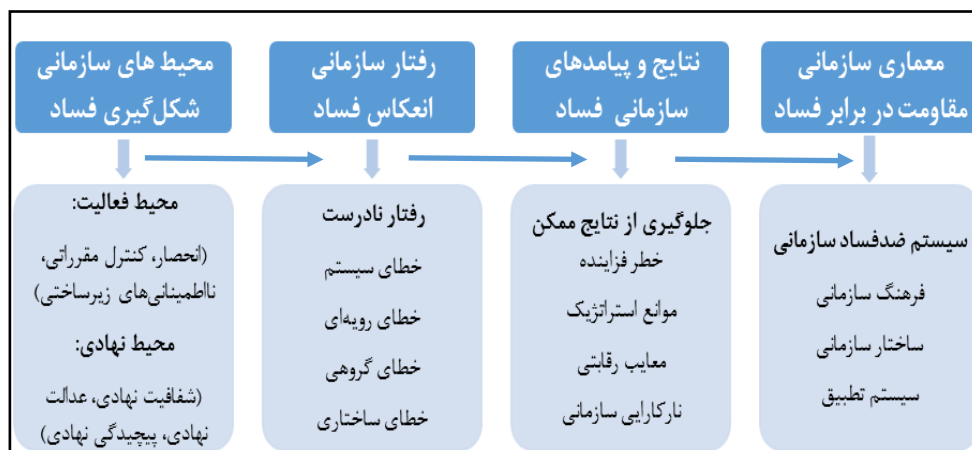 محیط های سازمانی
شکل‌گیری فساد
رفتار سازمانی
انعکاس فساد
نتایج و پیامدهای
سازمانی فساد
معماری سازمانی
مقاومت در برابر فساد
محیط فعالیت:
(انحصار، کنترل مقرراتی،
نااطمینانی‌های زیرساختی)
محیط نهادی:
(شفافیت نهادی، عدالت
نهادی، پیچیدگی نهادی)
رفتار نادرست
خطای سیستم
خطای رویه‌ای
خطای گروهی
خطای ساختاری
جلوگیری از نتایج ممکن
خطر فزاینده
موانع استراتژیک
معایب رقابتی
نارکارایی سازمانی
سیستم ضدفساد سازمانی
فرهنگ سازمانی
ساختار سازمانی
سیستم تطبیق